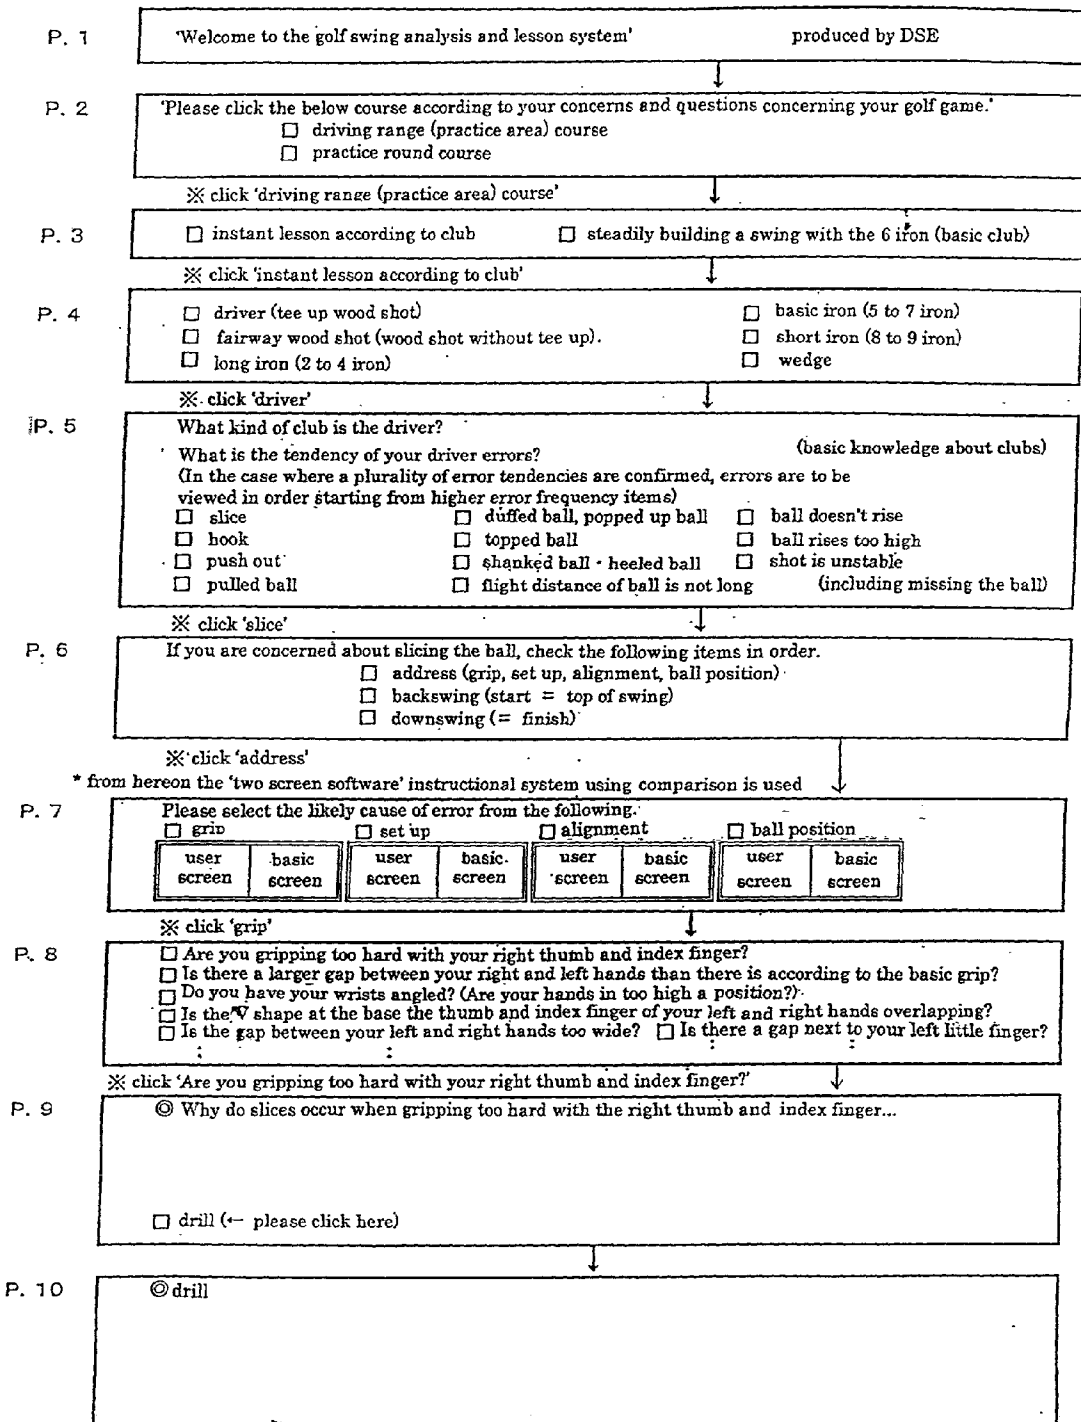 P. 1 'Welcome to the golf swing analysis and lesson system' produced by DSE
P. 2 'Please click the below course according to your concerns and questions concerning your golf game.'
□ driving range (practice area) course
□ practice round course
※ click 'driving range (practice area) course'
P. 3 □ instant lesson according to club □ steadily building a swing with the 6 iron (basic club)
※ click 'instant lesson according to club'
P. 4 □ driver (tee up wood shot) □ basic iron (5 to 7 iron)
□ fairway wood shot (wood shot without tee up). □ short iron (8 to 9 iron)
□ long iron (2 to 4 iron) □ wedge
※ click 'driver'
P. 5 What kind of club is the driver?
(basic knowledge about clubs)
What is the tendency of your driver errors?
(In the case where a plurality of error tendencies are confirmed, errors are to be
viewed in order starting from higher error frequency items)
□ slice □ duffed ball, popped up ball □ ball doesn't rise
□ hook □ topped ball □ ball rises too high
□ push out □ shanked ball · heeled ball □ shot is unstable
□ pulled ball □ flight distance of ball is not long (including missing the ball)
※ click 'slice'
P. 6 If you are concerned about slicing the ball, check the following items in order.
□ address (grip, set up, alignment, ball position)
□ backswing (start = top of swing)
□ downswing (= finish)
※ click 'address'
* from hereon the 'two screen software' instructional system using comparison is used
P. 7 Please select the likely cause of error from the following.
□ grip □ set up □ alignment □ ball position
user basic user basic user basic user basic
screen screen screen screen screen screen screen screen
※ click 'grip'
P. 8 □ Are you gripping too hard with your right thumb and index finger?
□ Is there a larger gap between your right and left hands than there is according to the basic grip?
□ Do you have your wrists angled? (Are your hands in too high a position?)
□ Is the V shape at the base the thumb and index finger of your left and right hands overlapping?
□ Is the gap between your left and right hands too wide? □ Is there a gap next to your left little finger?
: : : :
※ click 'Are you gripping too hard with your right thumb and index finger?'
P. 9 ◎ Why do slices occur when gripping too hard with the right thumb and index finger...
□ drill (← please click here)
P. 10 ◎ drill